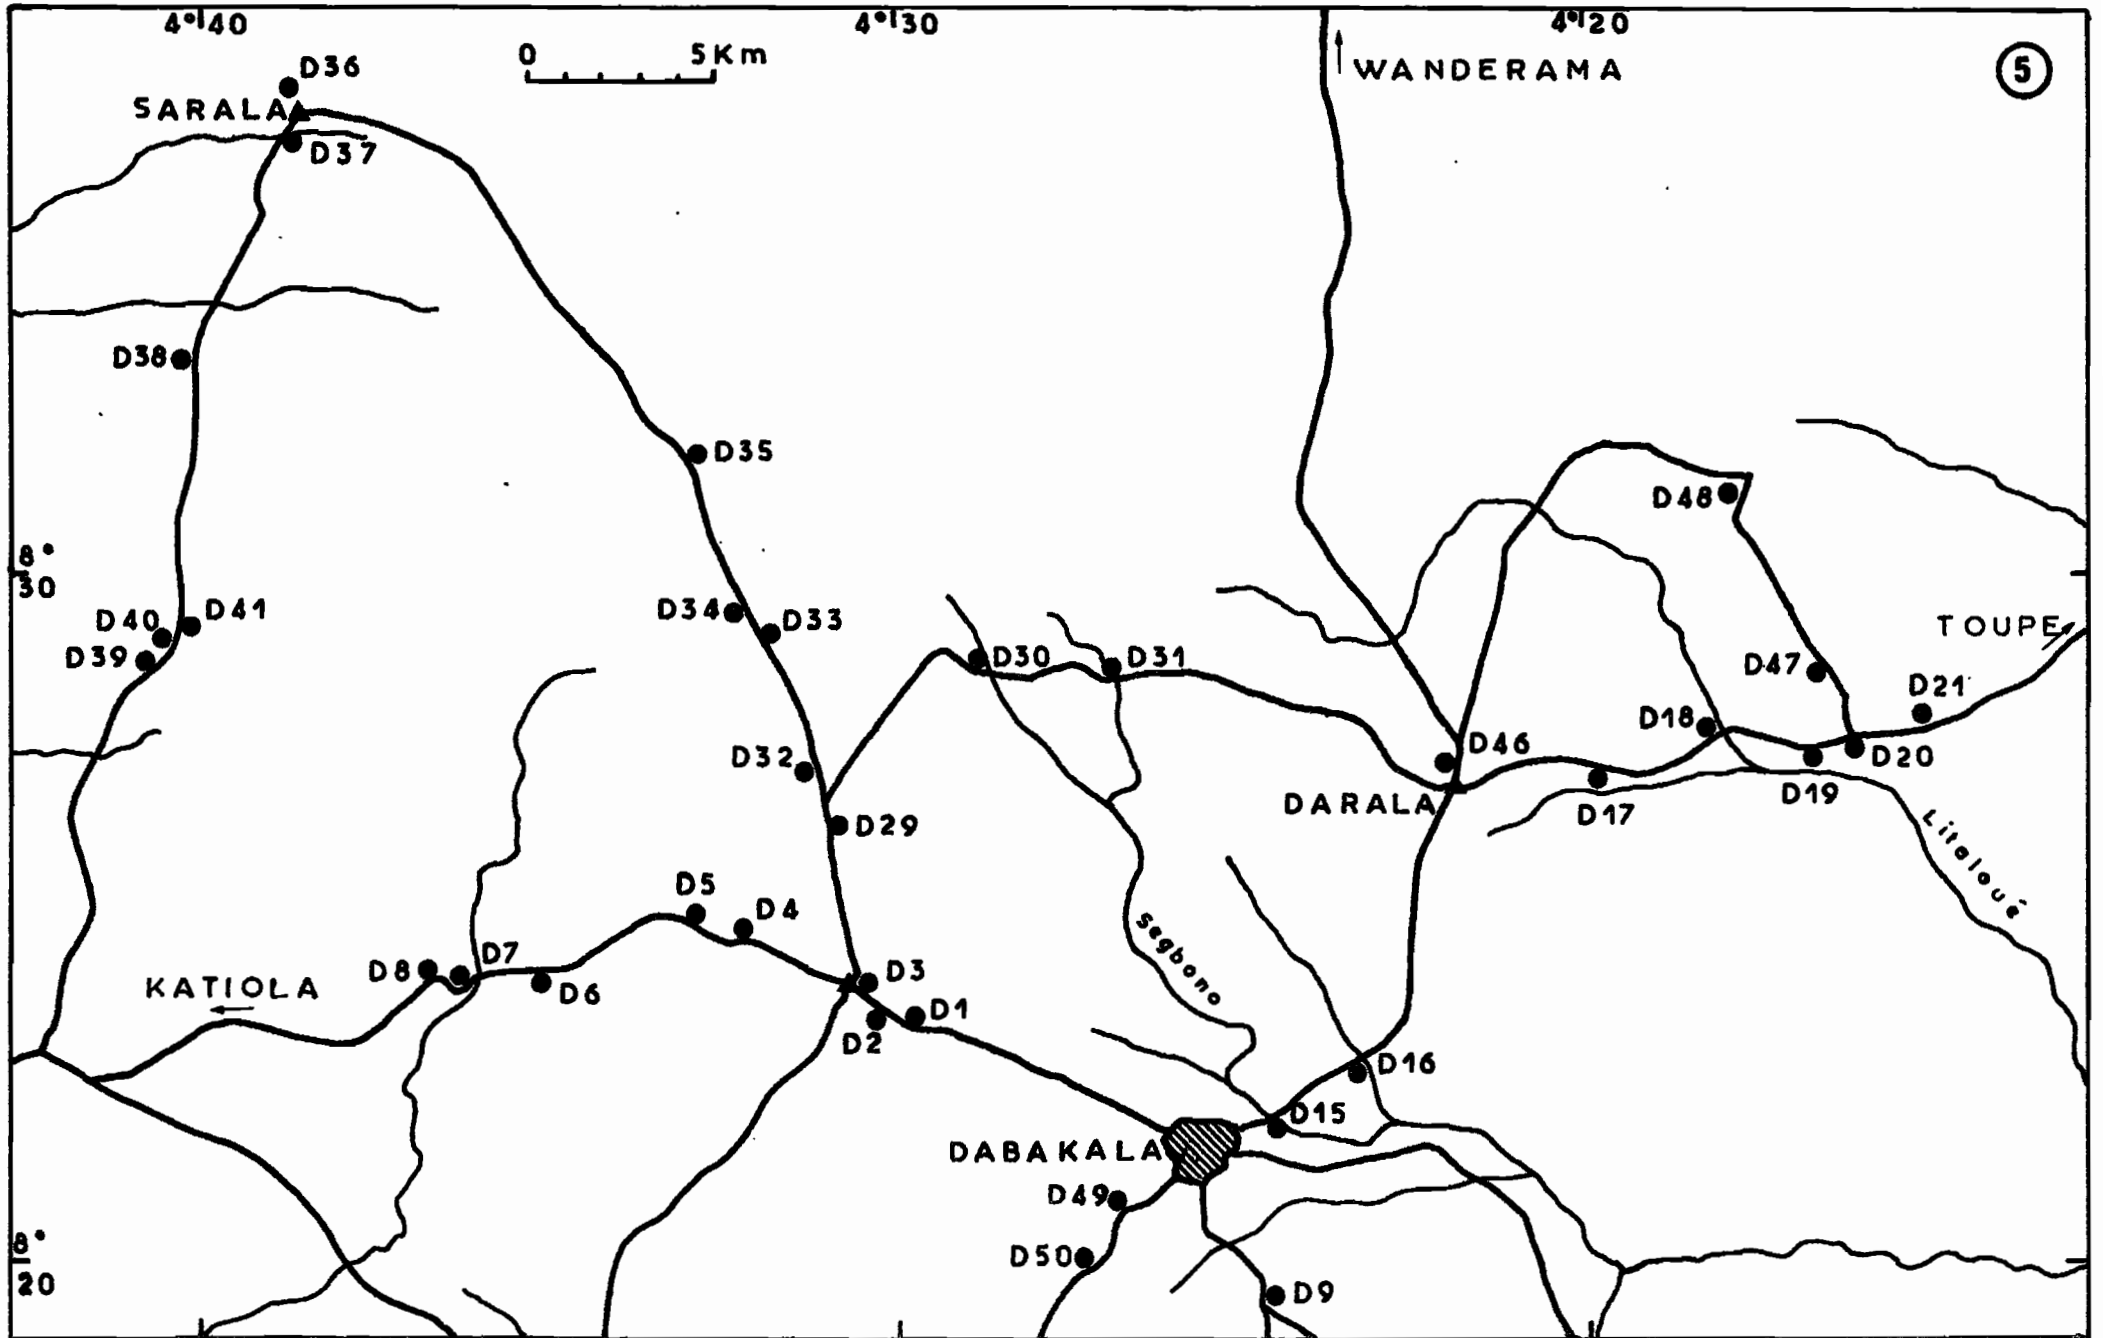 4°40
4°30
4°20
0 5Km
5
WANDERAMA
D36
SARALA
D37
D38
D35
D48
8°
30
D40
D41
D39
D34
D33
TOUPE
D30
D31
D47
D21
D18
D32
D46
D20
DARALA
D19
D17
D29
Litaloué
D5
D4
Segbono
D7
D8
D3
KATIOLA
D6
D1
D2
D16
D15
DABAKALA
D49
D50
8°
20
D9